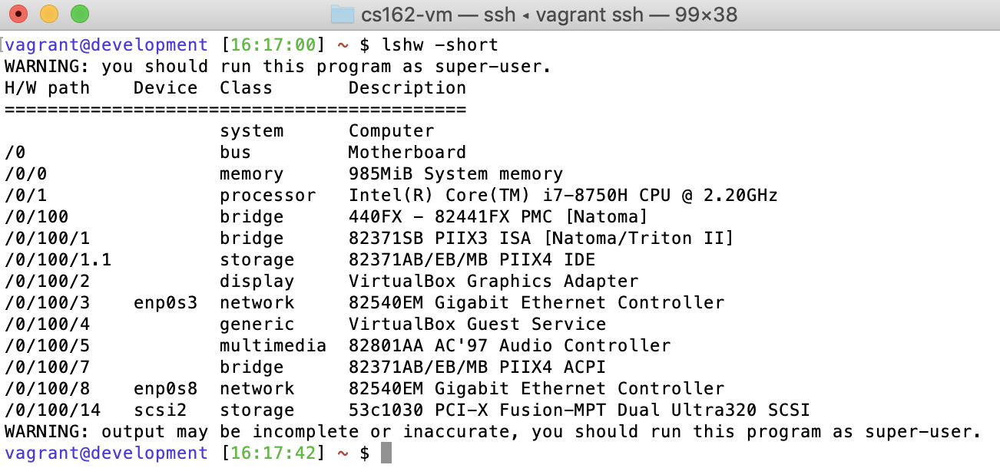 cs162-vm — ssh ◂ vagrant ssh — 99×38
vagrant@development [16:17:00] ~ $ lshw -short
WARNING: you should run this program as super-user.
H/W path    Device  Class       Description
===========================================
                    system      Computer
/0                  bus         Motherboard
/0/0                memory      985MiB System memory
/0/1                processor   Intel(R) Core(TM) i7-8750H CPU @ 2.20GHz
/0/100              bridge      440FX - 82441FX PMC [Natoma]
/0/100/1            bridge      82371SB PIIX3 ISA [Natoma/Triton II]
/0/100/1.1          storage     82371AB/EB/MB PIIX4 IDE
/0/100/2            display     VirtualBox Graphics Adapter
/0/100/3    enp0s3  network     82540EM Gigabit Ethernet Controller
/0/100/4            generic     VirtualBox Guest Service
/0/100/5            multimedia  82801AA AC'97 Audio Controller
/0/100/7            bridge      82371AB/EB/MB PIIX4 ACPI
/0/100/8    enp0s8  network     82540EM Gigabit Ethernet Controller
/0/100/14   scsi2   storage     53c1030 PCI-X Fusion-MPT Dual Ultra320 SCSI
WARNING: output may be incomplete or inaccurate, you should run this program as super-user.
vagrant@development [16:17:42] ~ $